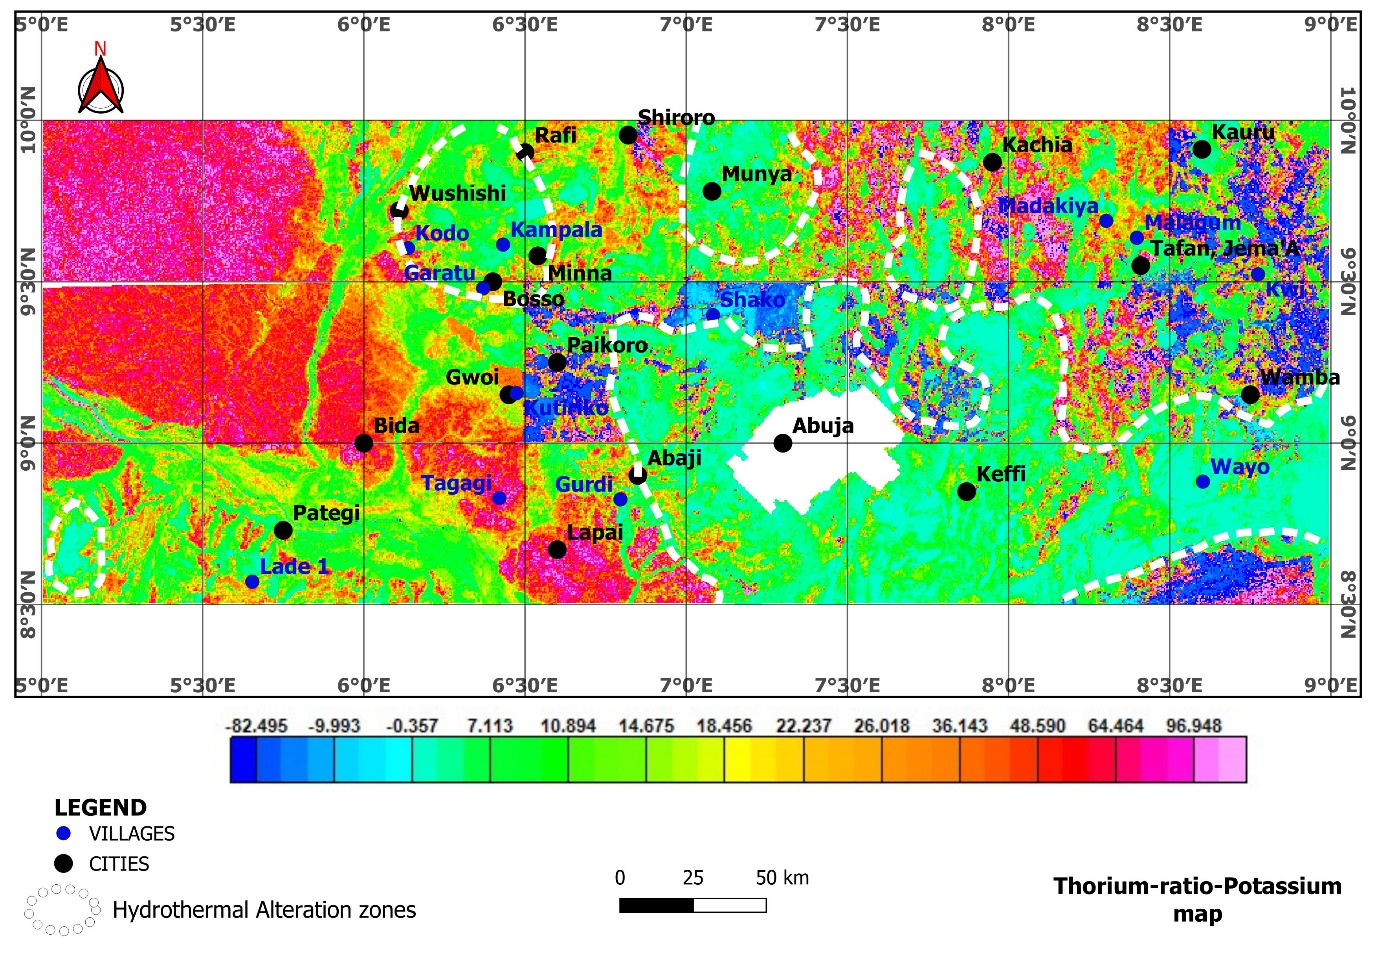 5°0'E 5°30'E 6°0'E 6°30'E 7°0'E 7°30'E 8°0'E 8°30'E 9°0'E
N
10°0'N
10°0'N
Shiroro
Rafi
Kauru
Kachia
Munya
Wushishi
Madakiya
Malagum
Kodo
Kampala
Tafan, Jema'A
Garatu
Minna
9°30'N
9°30'N
Kwi
Bosso
Shako
Paikoro
Gwoi
Wamba
Kutiriko
Bida
Abuja
9°0'N
9°0'N
Abaji
Wayo
Keffi
Tagagi
Gurdi
Pategi
Lapai
Lade 1
8°30'N
8°30'N
5°0'E 5°30'E 6°0'E 6°30'E 7°0'E 7°30'E 8°0'E 8°30'E 9°0'E
-82.495 -9.993 -0.357 7.113 10.894 14.675 18.456 22.237 26.018 36.143 48.590 64.464 96.948
LEGEND
VILLAGES
CITIES
Hydrothermal Alteration zones
0 25 50 km
Thorium-ratio-Potassium
map